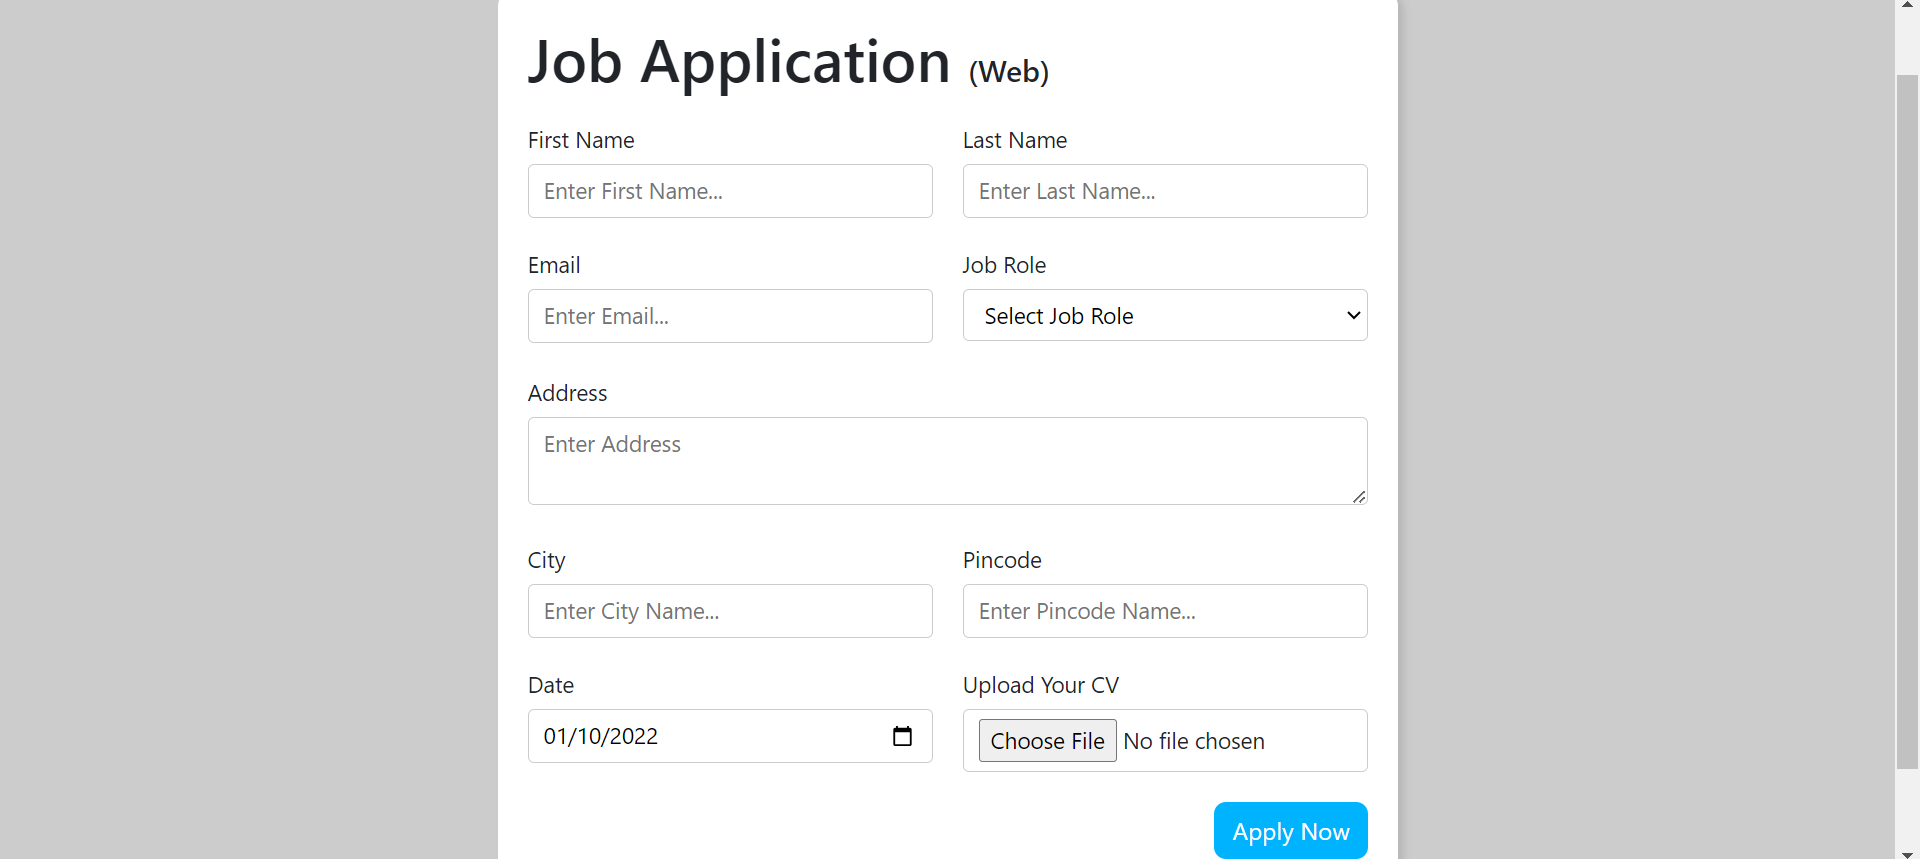 Job Application (Web)
First Name
Last Name
Enter First Name...
Enter Last Name...
Email
Job Role
Enter Email...
Select Job Role
Address
Enter Address
City
Pincode
Enter City Name...
Enter Pincode Name...
Date
Upload Your CV
01/10/2022
Choose File No file chosen
Apply Now